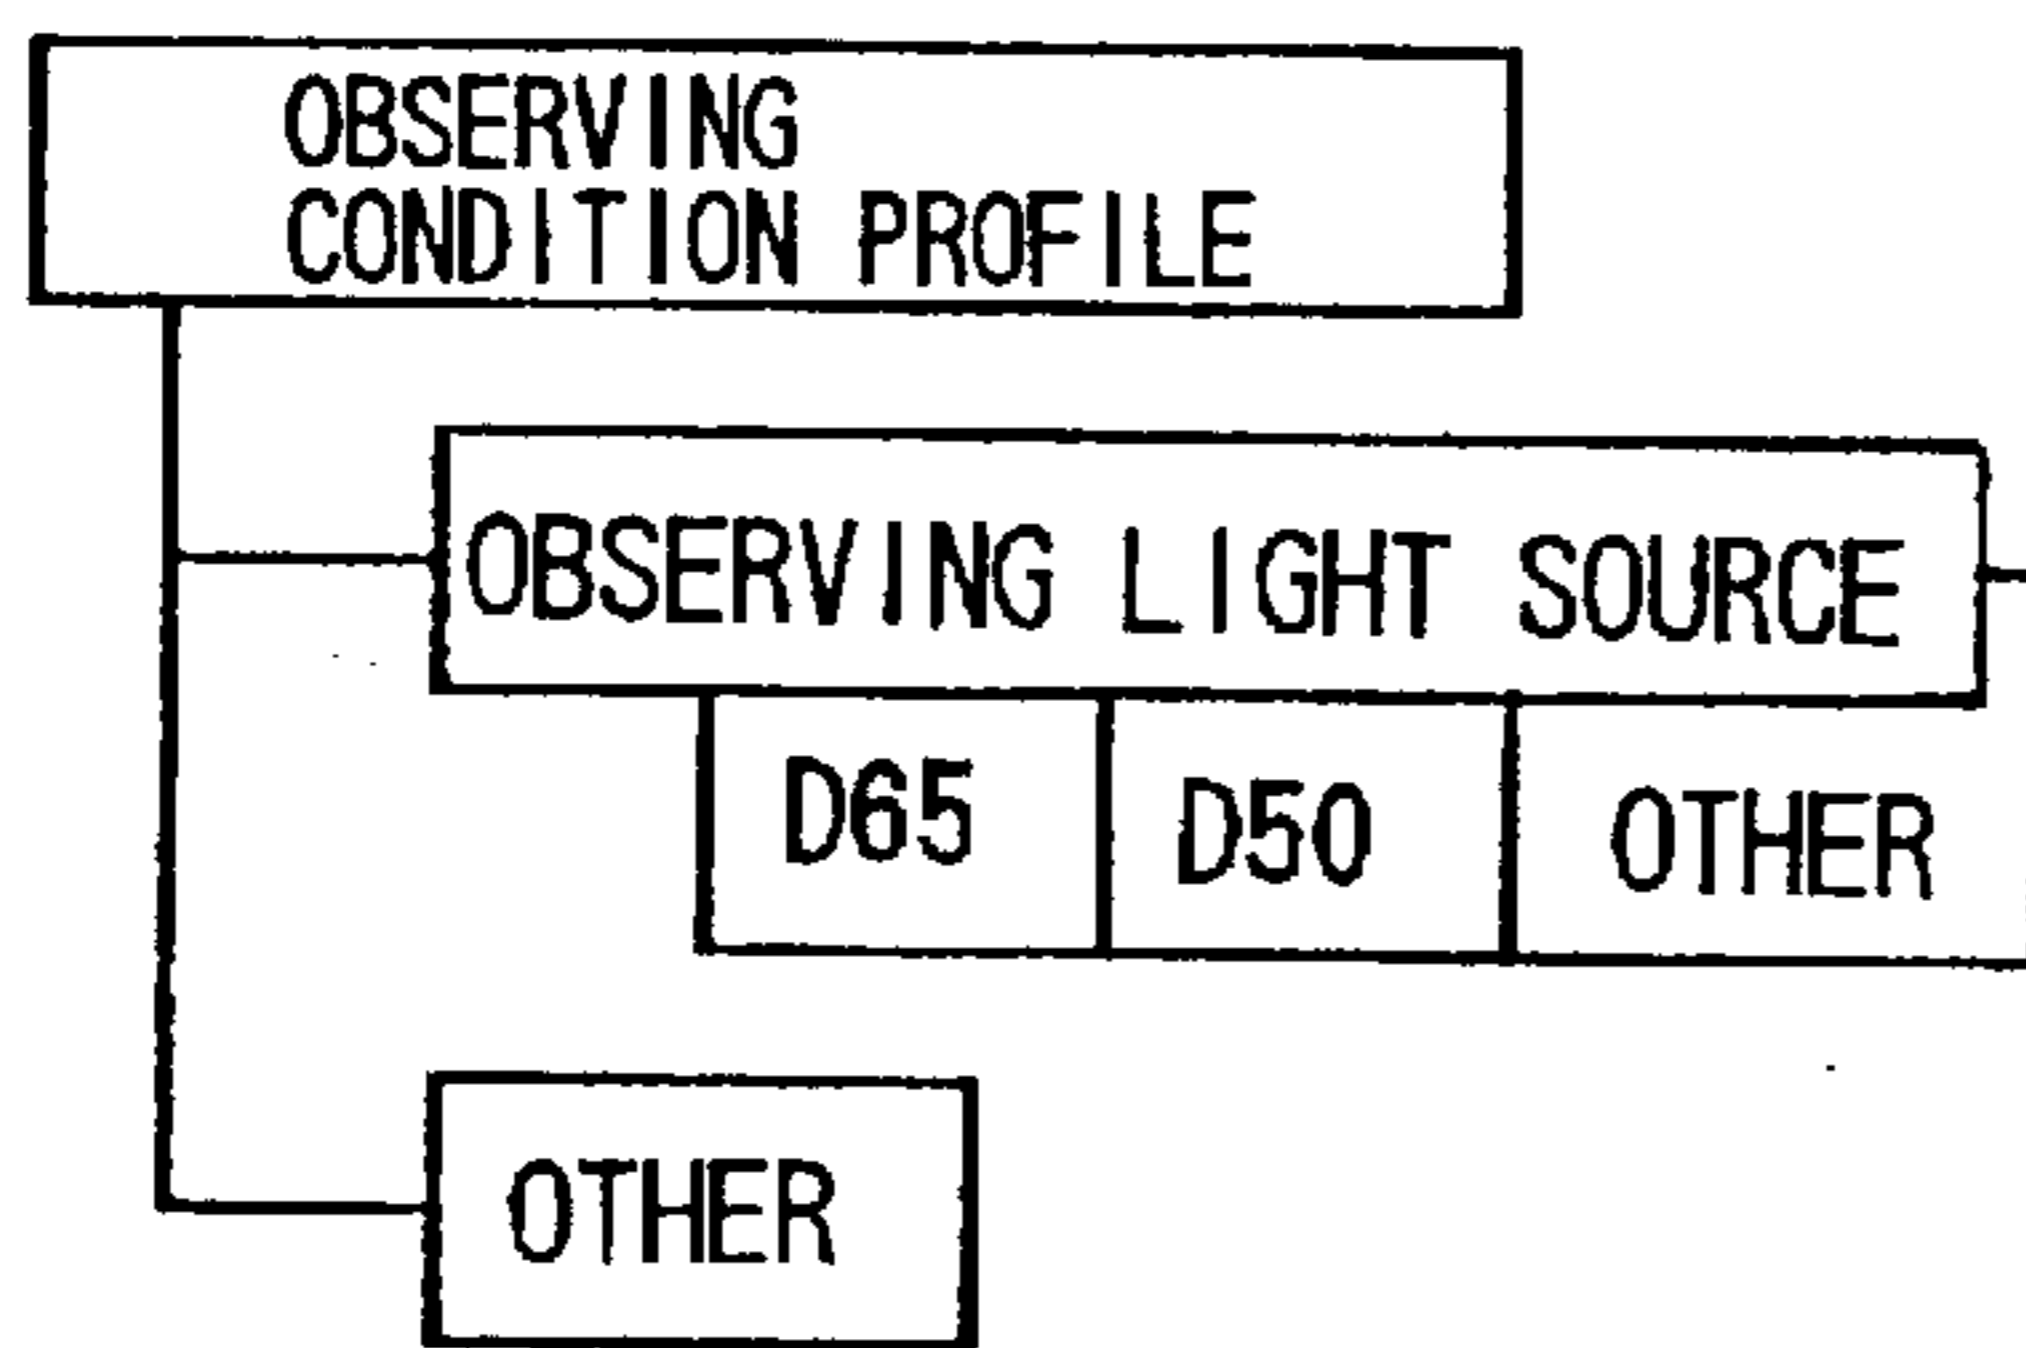 OBSERVING
CONDITION PROFILE
OBSERVING LIGHT SOURCE
D65 D50 OTHER
OTHER